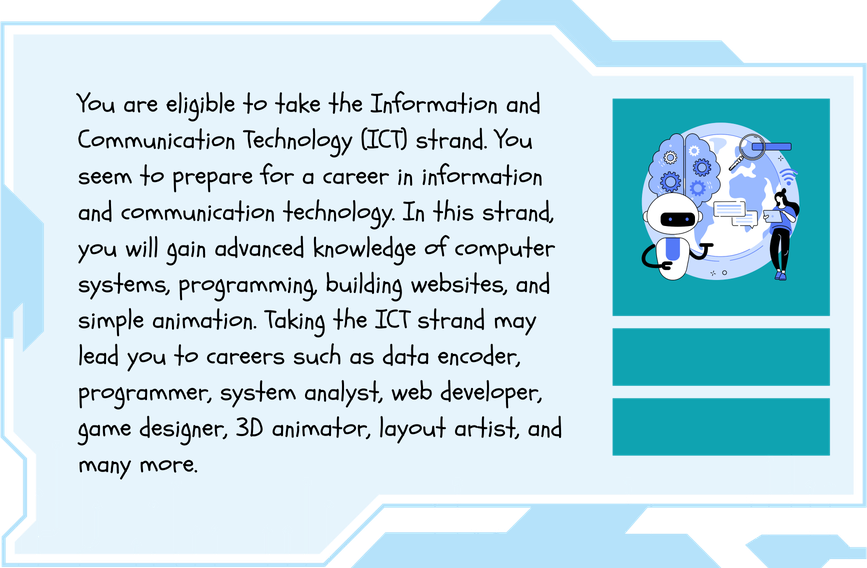 You are eligible to take the Information and
Communication Technology (ICT) strand. You
seem to prepare for a career in information
and communication technology. In this strand,
you will gain advanced knowledge of computer
systems, programming, building websites, and
simple animation. Taking the ICT strand may
lead you to careers such as data encoder,
programmer, system analyst, web developer,
game designer, 3D animator, layout artist, and
many more.